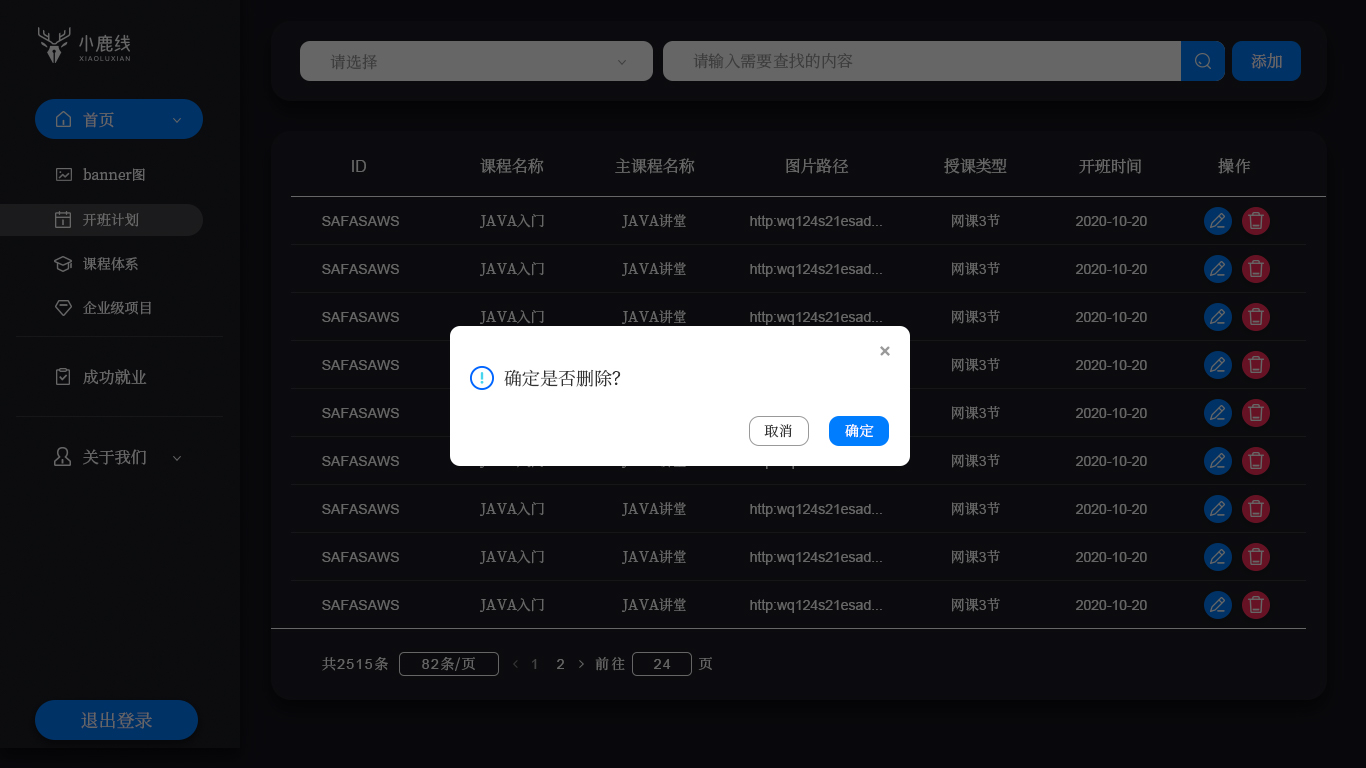 小鹿线
XIAOLUXIAN
首页
banner图
开班计划
课程体系
企业级项目
成功就业
关于我们
退出登录
请选择
请输入需要查找的内容
添加
ID 课程名称 主课程名称 图片路径 授课类型 开班时间 操作
SAFASAWS JAVA入门 JAVA讲堂 http:wq124s21esad... 网课3节 2020-10-20
SAFASAWS JAVA入门 JAVA讲堂 http:wq124s21esad... 网课3节 2020-10-20
SAFASAWS JAVA入门 JAVA讲堂 http:wq124s21esad... 网课3节 2020-10-20
SAFASAWS 网课3节 2020-10-20
SAFASAWS 网课3节 2020-10-20
SAFASAWS 网课3节 2020-10-20
SAFASAWS JAVA入门 JAVA讲堂 http:wq124s21esad... 网课3节 2020-10-20
SAFASAWS JAVA入门 JAVA讲堂 http:wq124s21esad... 网课3节 2020-10-20
SAFASAWS JAVA入门 JAVA讲堂 http:wq124s21esad... 网课3节 2020-10-20
×
确定是否删除?
取消 确定
共2515条 82条/页 < 1 2 > 前往 24 页